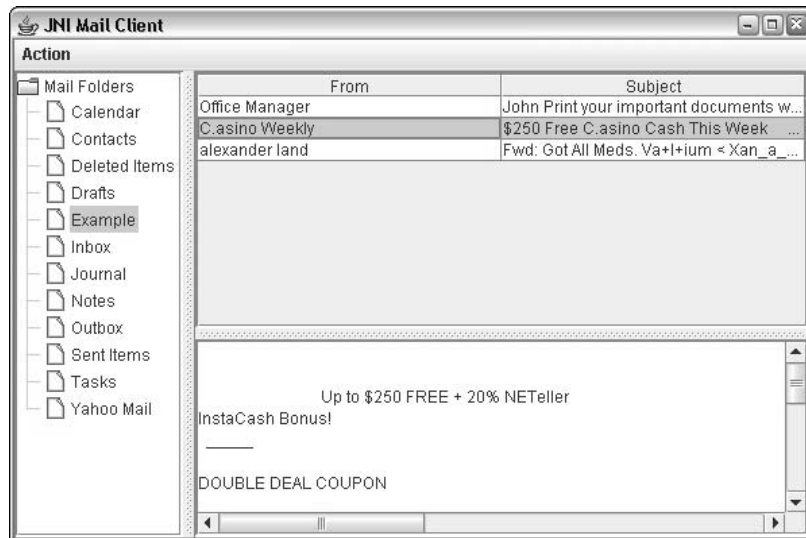 JNI Mail Client
Action
Mail Folders
Calendar
Contacts
Deleted Items
Drafts
Example
Inbox
Journal
Notes
Outbox
Sent Items
Tasks
Yahoo Mail
From Subject
Office Manager John Print your important documents w...
C.asino Weekly $250 Free C.asino Cash This Week ...
alexander land Fwd: Got All Meds. Va+l+ium < Xan_a_...
Up to $250 FREE + 20% NETeller
InstaCash Bonus!
DOUBLE DEAL COUPON